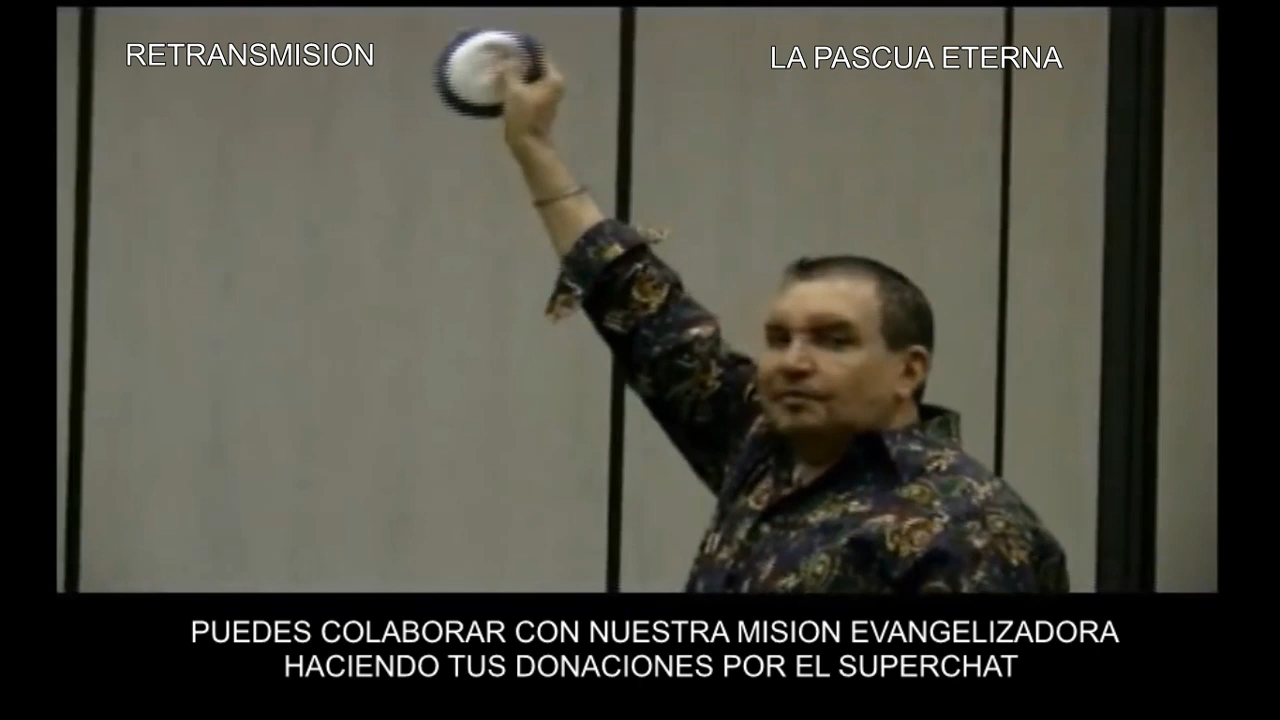 RETRANSMISION
LA PASCUA ETERNA
PUEDES COLABORAR CON NUESTRA MISION EVANGELIZADORA
HACIENDO TUS DONACIONES POR EL SUPERCHAT